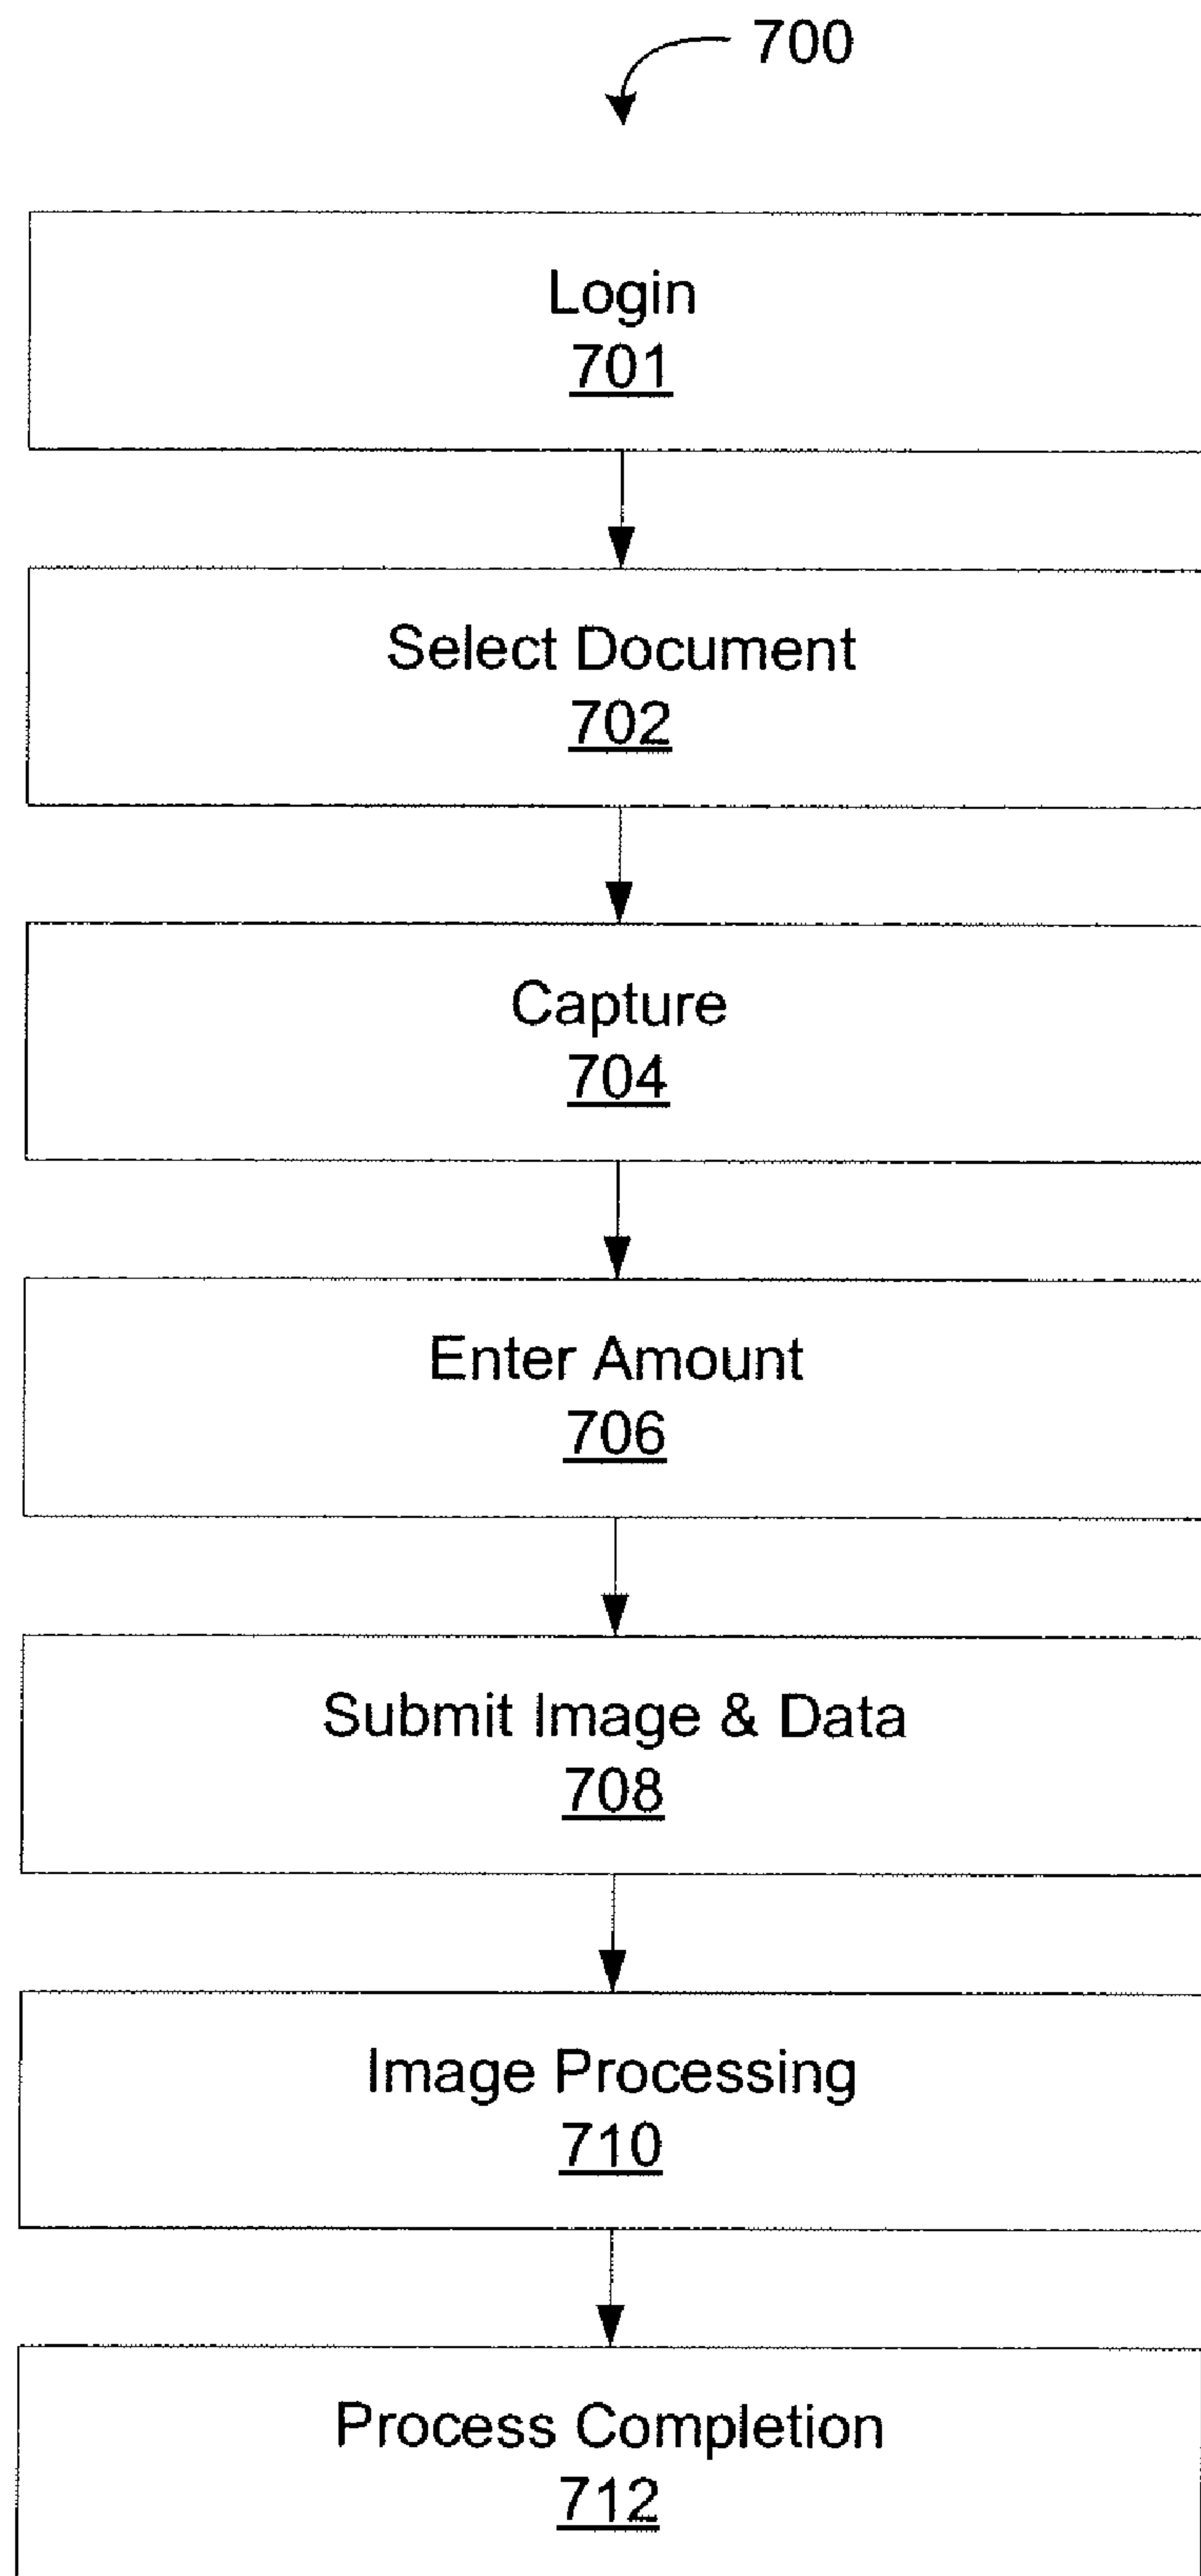 700
Login
701
Select Document
702
Capture
704
Enter Amount
706
Submit Image & Data
708
Image Processing
710
Process Completion
712